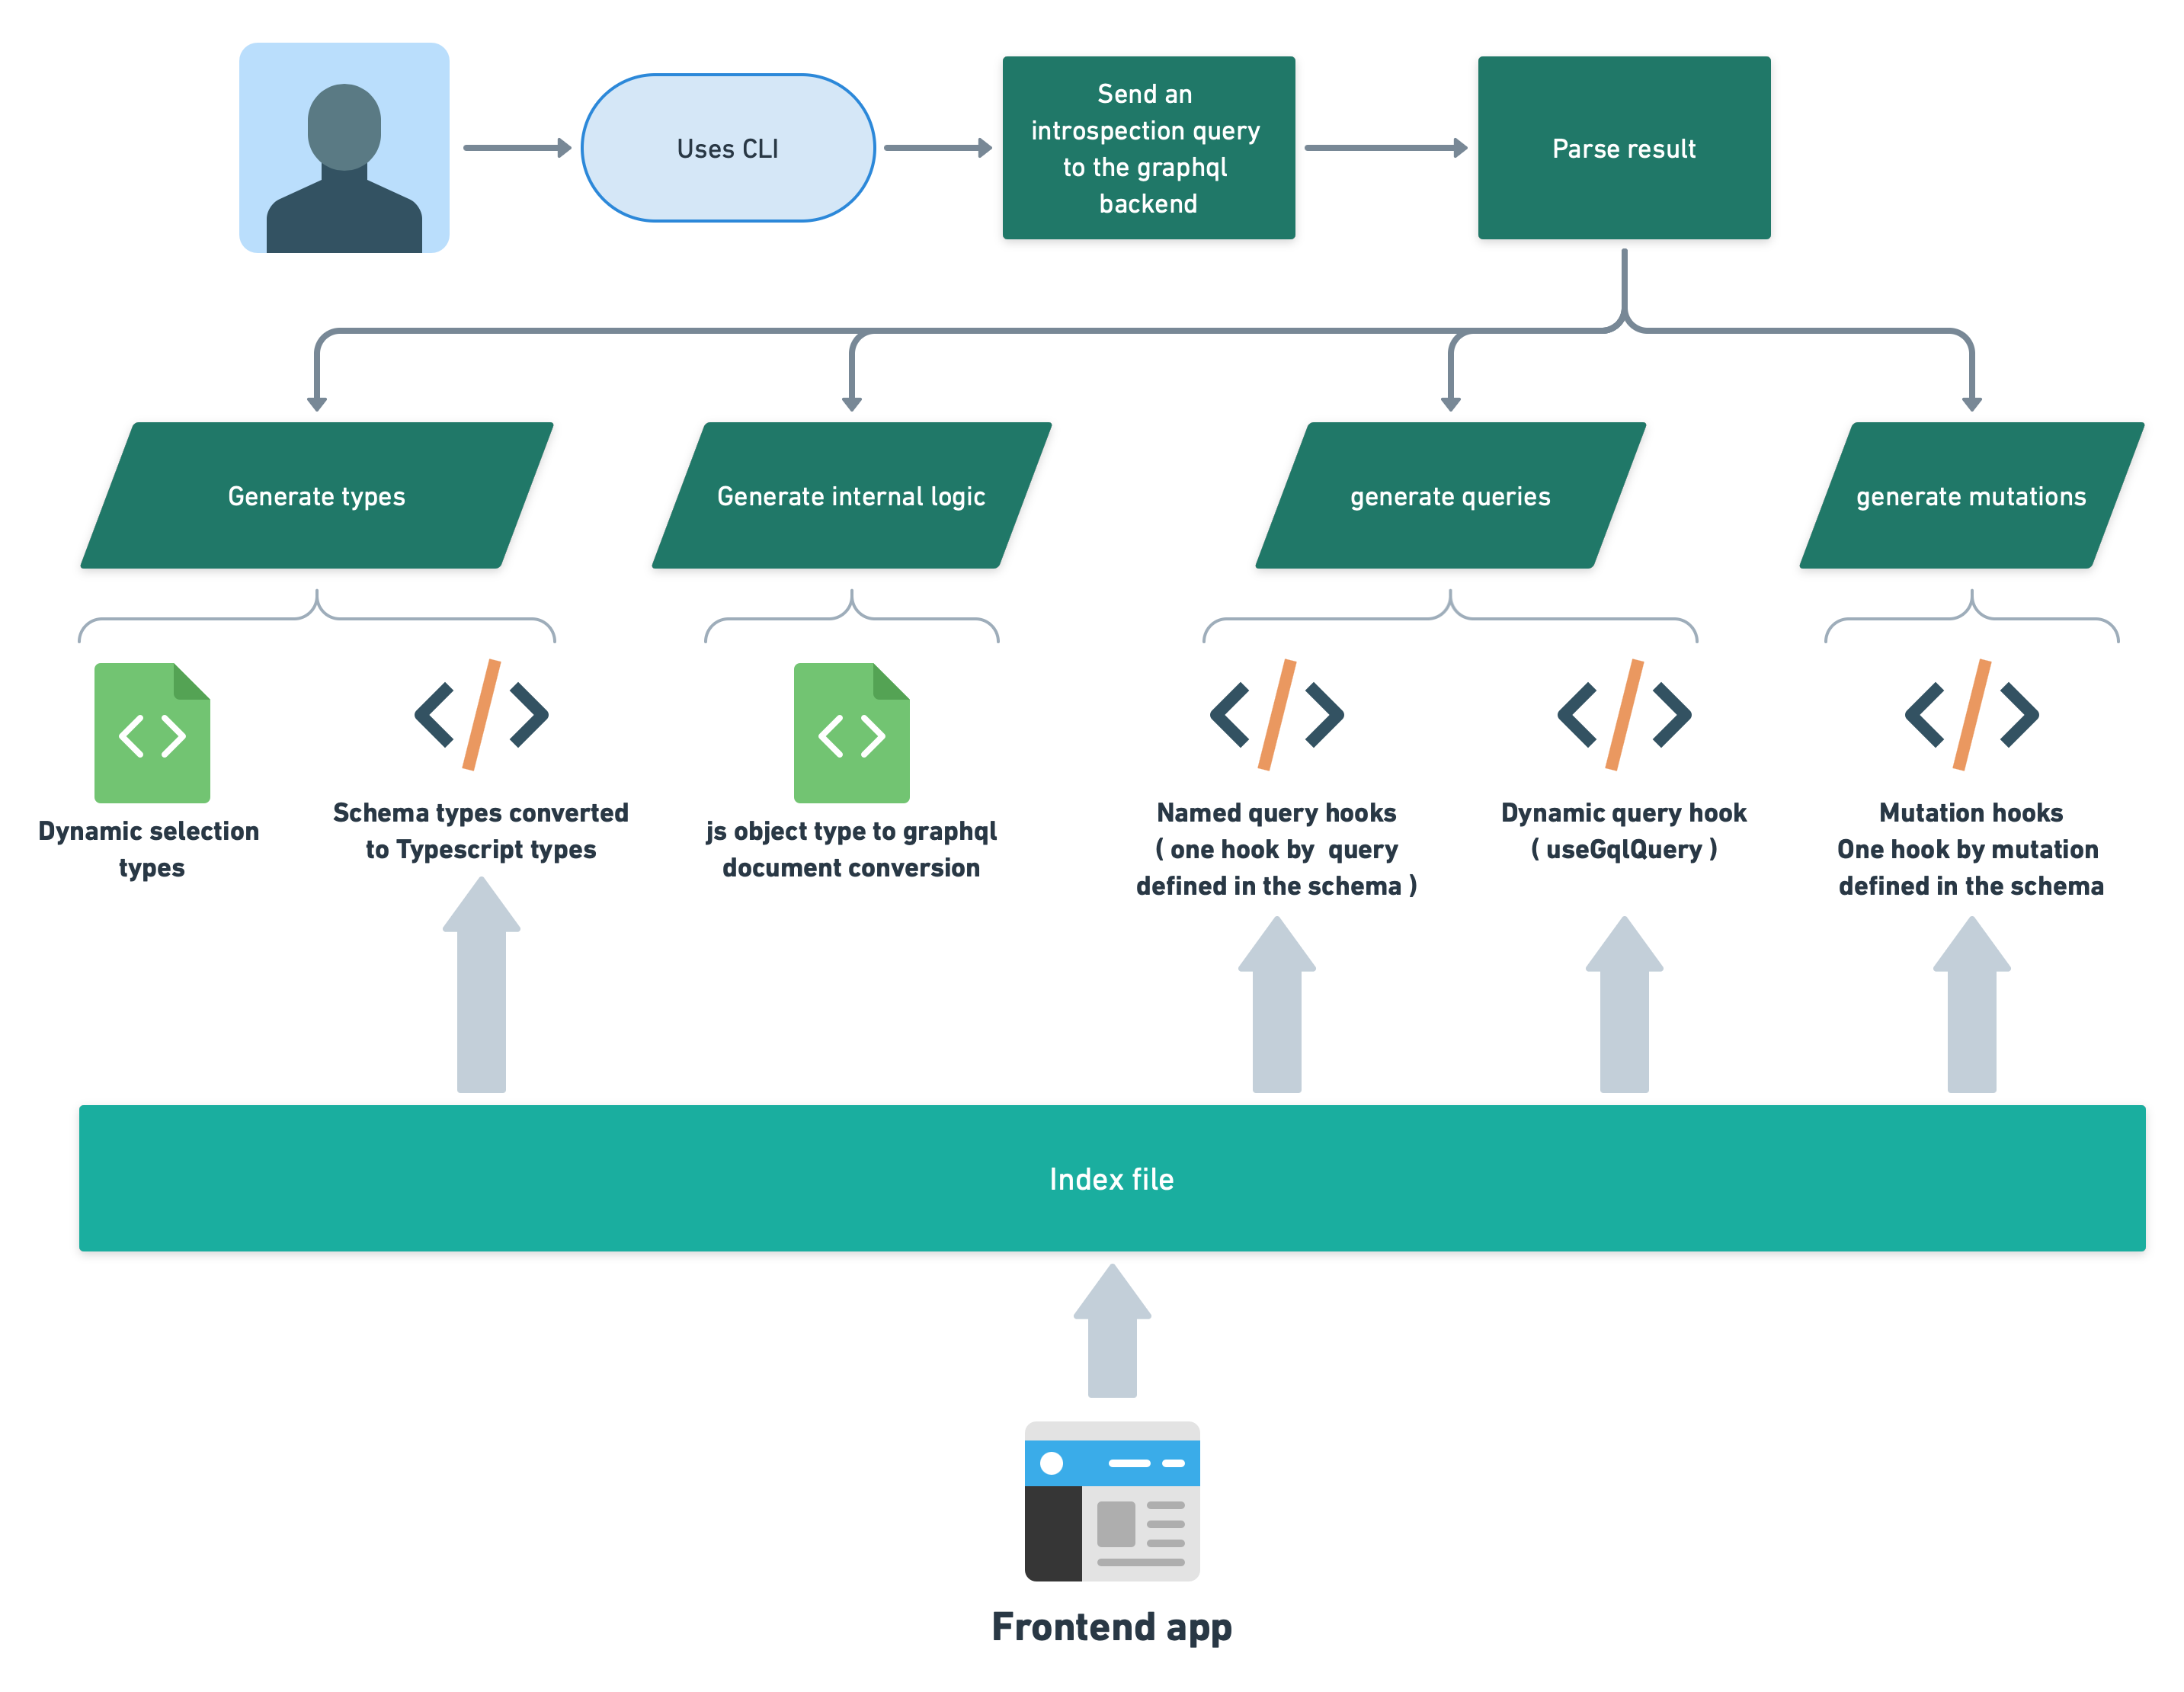 Uses CLI
Send an
introspection query
to the graphql
backend
Parse result
Generate types
Generate internal logic
generate queries
generate mutations
Dynamic selection
types
Schema types converted
to Typescript types
js object type to graphql
document conversion
Named query hooks
( one hook by  query
defined in the schema )
Dynamic query hook
( useGqlQuery )
Mutation hooks
One hook by mutation
defined in the schema
Index file
Frontend app